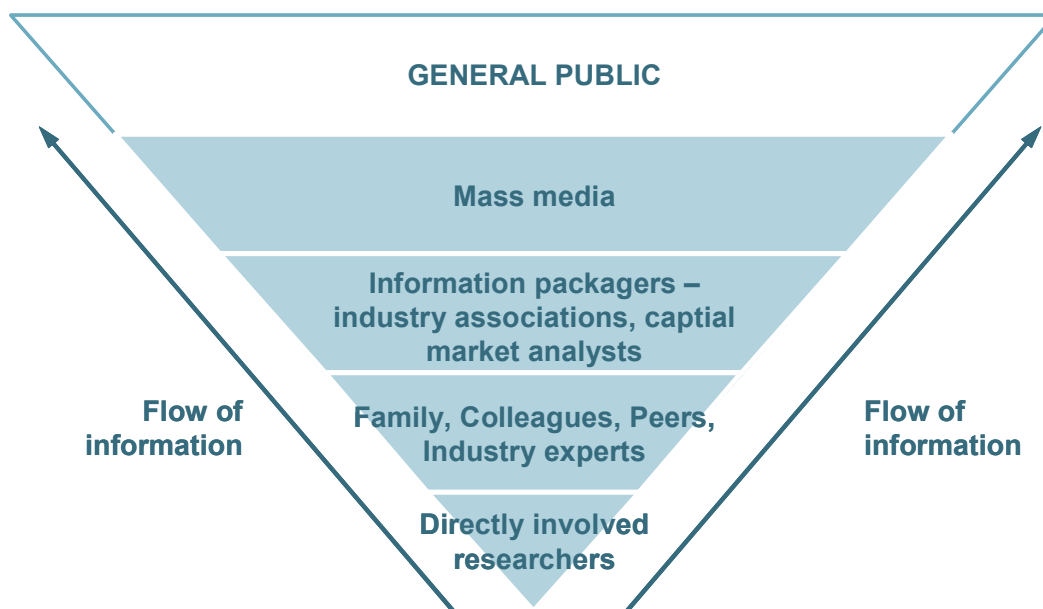 GENERAL PUBLIC
Mass media
Information packagers –
industry associations, captial
market analysts
Flow of
information
Family, Colleagues, Peers,
Industry experts
Flow of
information
Directly involved
researchers